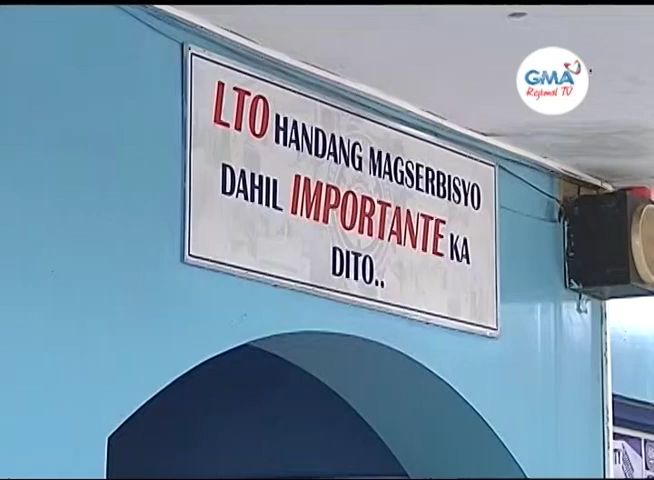 GMA
Regional TV
LTO HANDANG MAGSERBISYO
DAHIL IMPORTANTE KA
DITO..